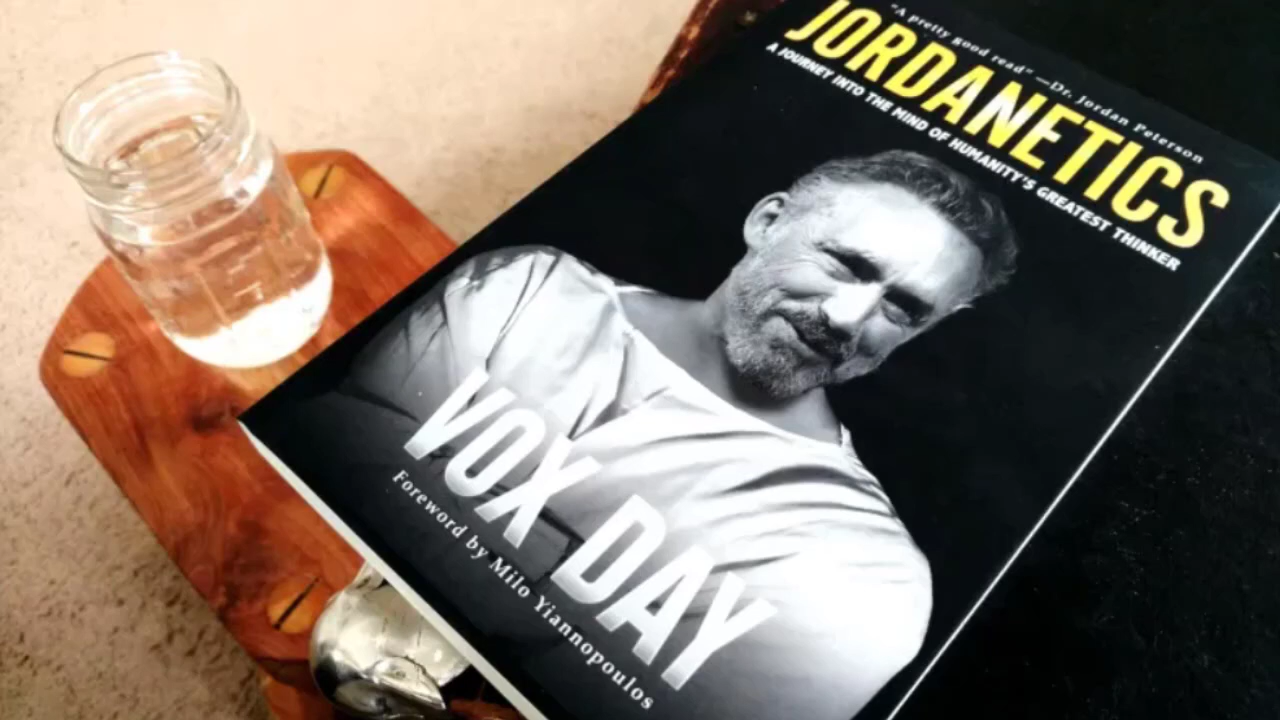 "A pretty good read" —Dr. Jordan Peterson
JORDANETICS
A JOURNEY INTO THE MIND OF HUMANITY'S GREATEST THINKER
VOX DAY
Foreword by Milo Yiannopoulos